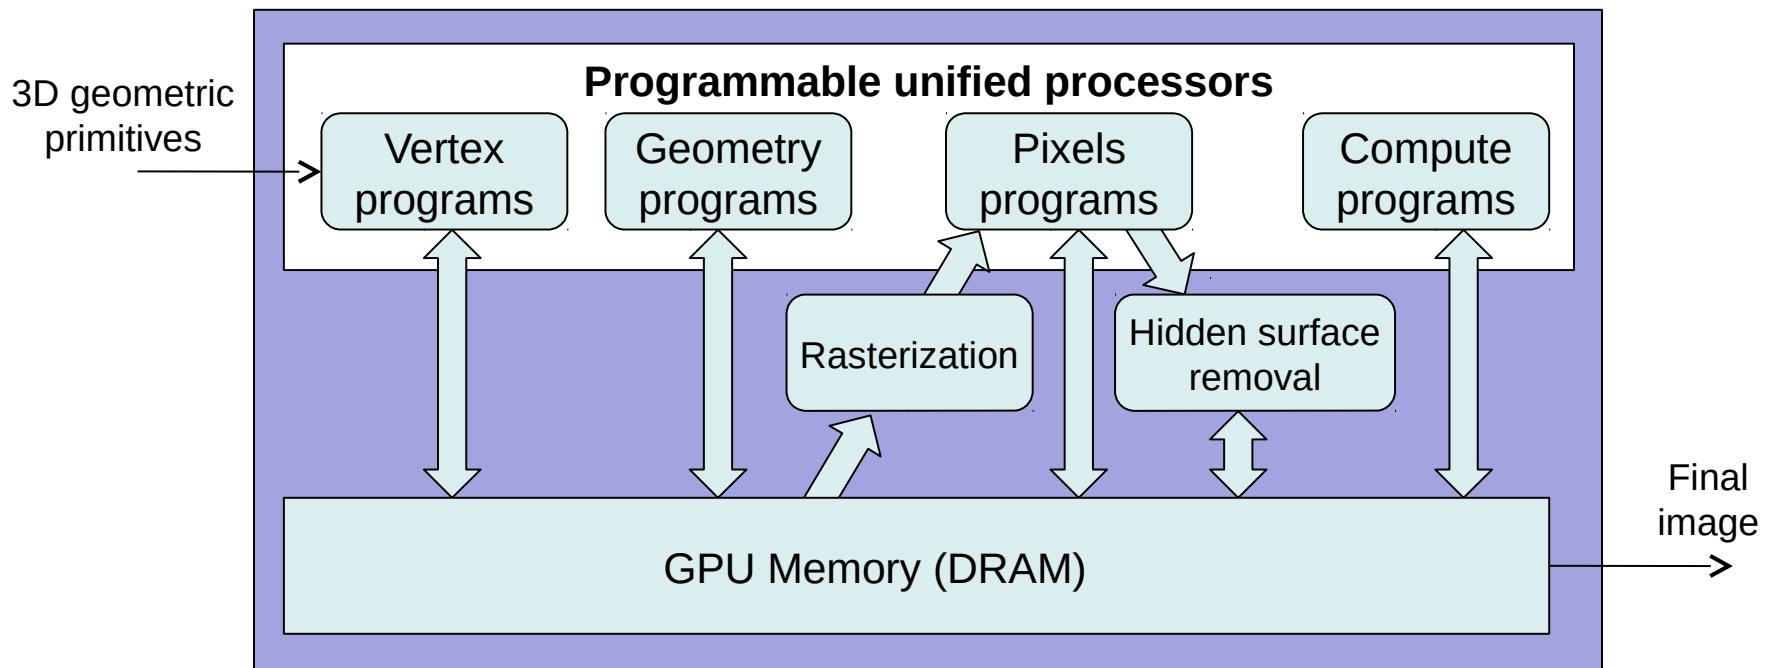 Programmable unified processors
3D geometric
primitives
Vertex
programs
Geometry
programs
Pixels
programs
Compute
programs
Rasterization
Hidden surface
removal
GPU Memory (DRAM)
Final
image